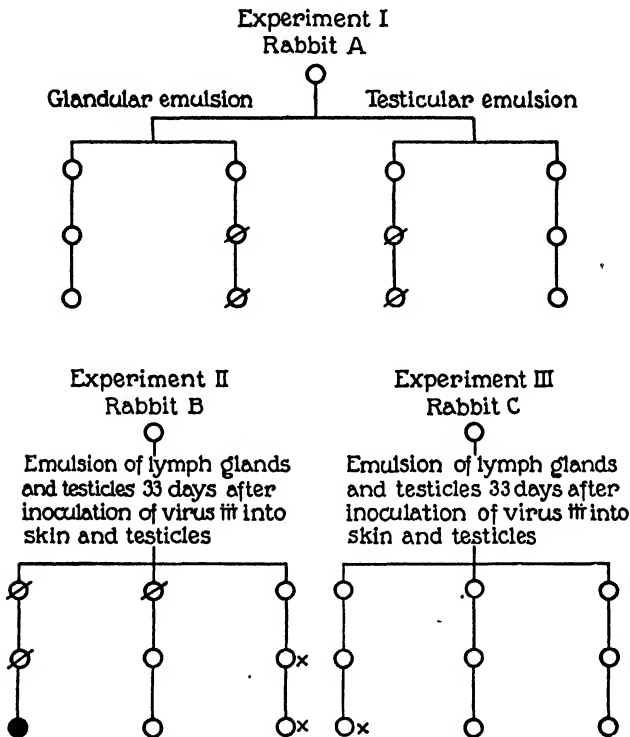 Experiment I
Rabbit A
Glandular emulsion
Testicular emulsion
Experiment II
Rabbit B
Emulsion of lymph glands
and testicles 33 days after
inoculation of virus iii into
skin and testicles
x
x
Experiment III
Rabbit C
Emulsion of lymph glands
and testicles 33 days after
inoculation of virus iii into
skin and testicles
x